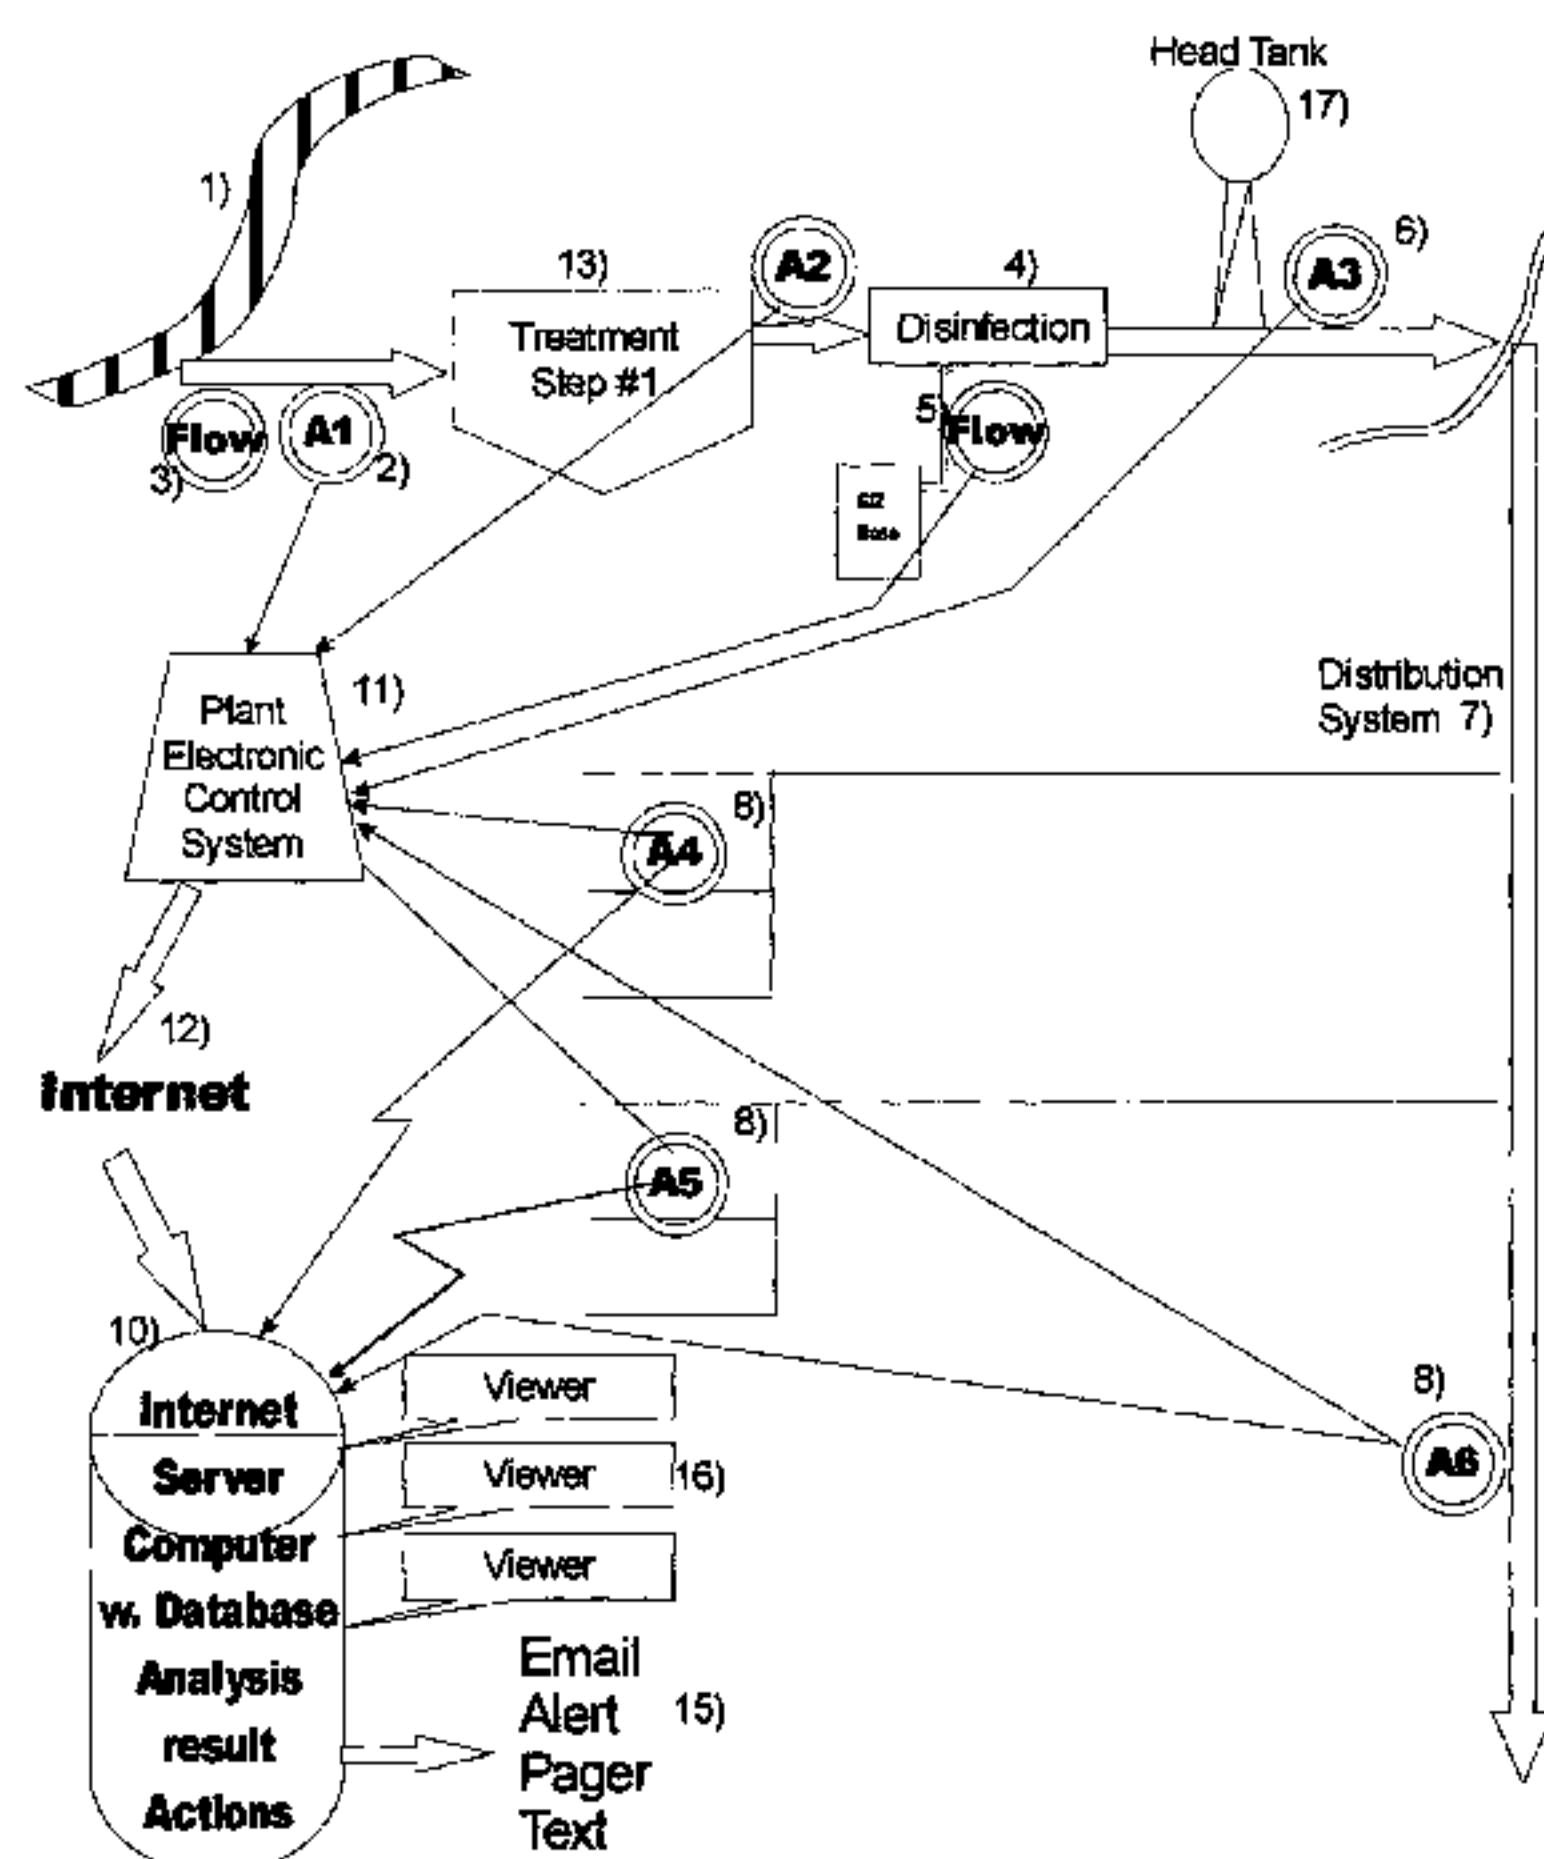 Head Tank
17)
1)
6)
13)
A2
4)
A3
Treatment
Step #1
Disinfection
Flow
A1
5)
Flow
3)
2)
Distribution
System 7)
11)
Plant
Electronic
Control
System
8)
A4
12)
Internet
8)
A5
10)
Internet
Server
Computer
w. Database
Analysis
result
Actions
Viewer
Viewer
16)
Viewer
8)
A6
Email
Alert
Pager
Text
15)